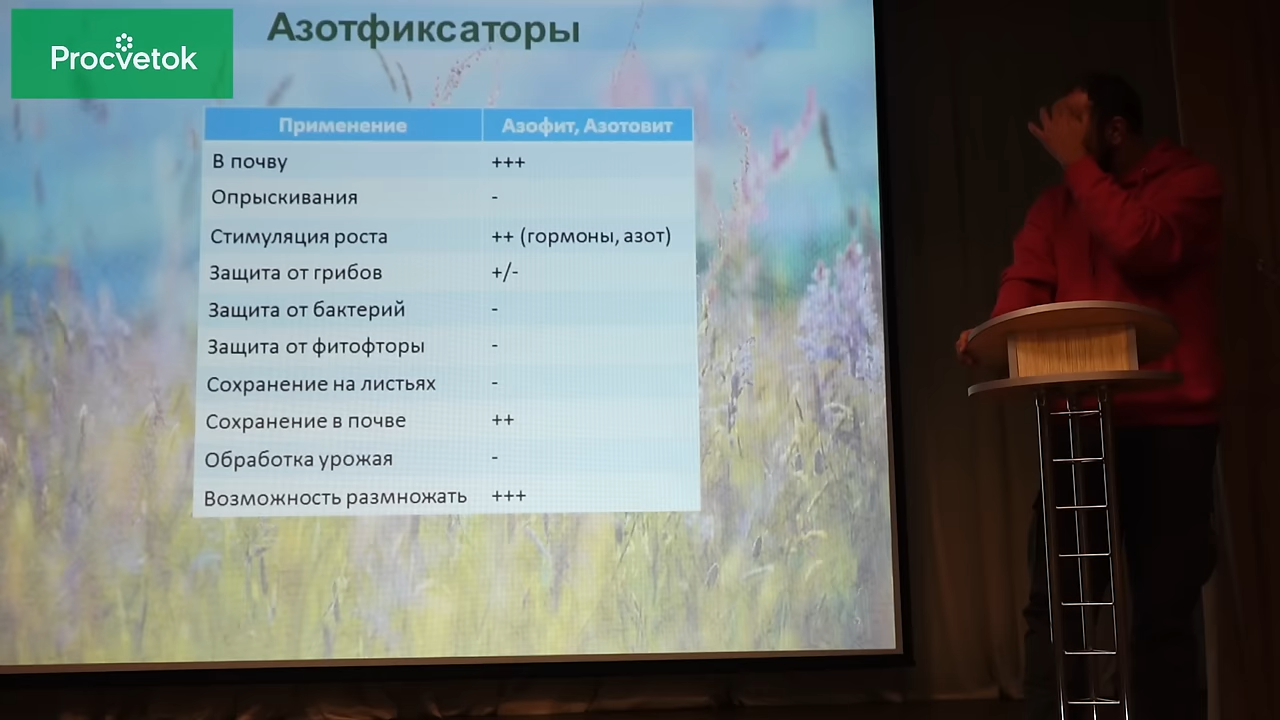 Procvetok
Азотфиксаторы
Применение Азофит, Азотовит
В почву +++
Опрыскивания -
Стимуляция роста ++ (гормоны, азот)
Защита от грибов +/-
Защита от бактерий -
Защита от фитофторы -
Сохранение на листьях -
Сохранение в почве ++
Обработка урожая -
Возможность размножать +++